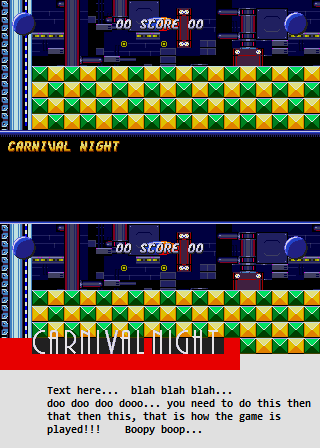 00 SCORE 00
CARNIVAL NIGHT
00 SCORE 00
CARNIVAL NIGHT
Text here... blah blah blah...
doo doo doo dooo... you need to do this then
that then this, that is how the game is
played!!! Boopy boop...